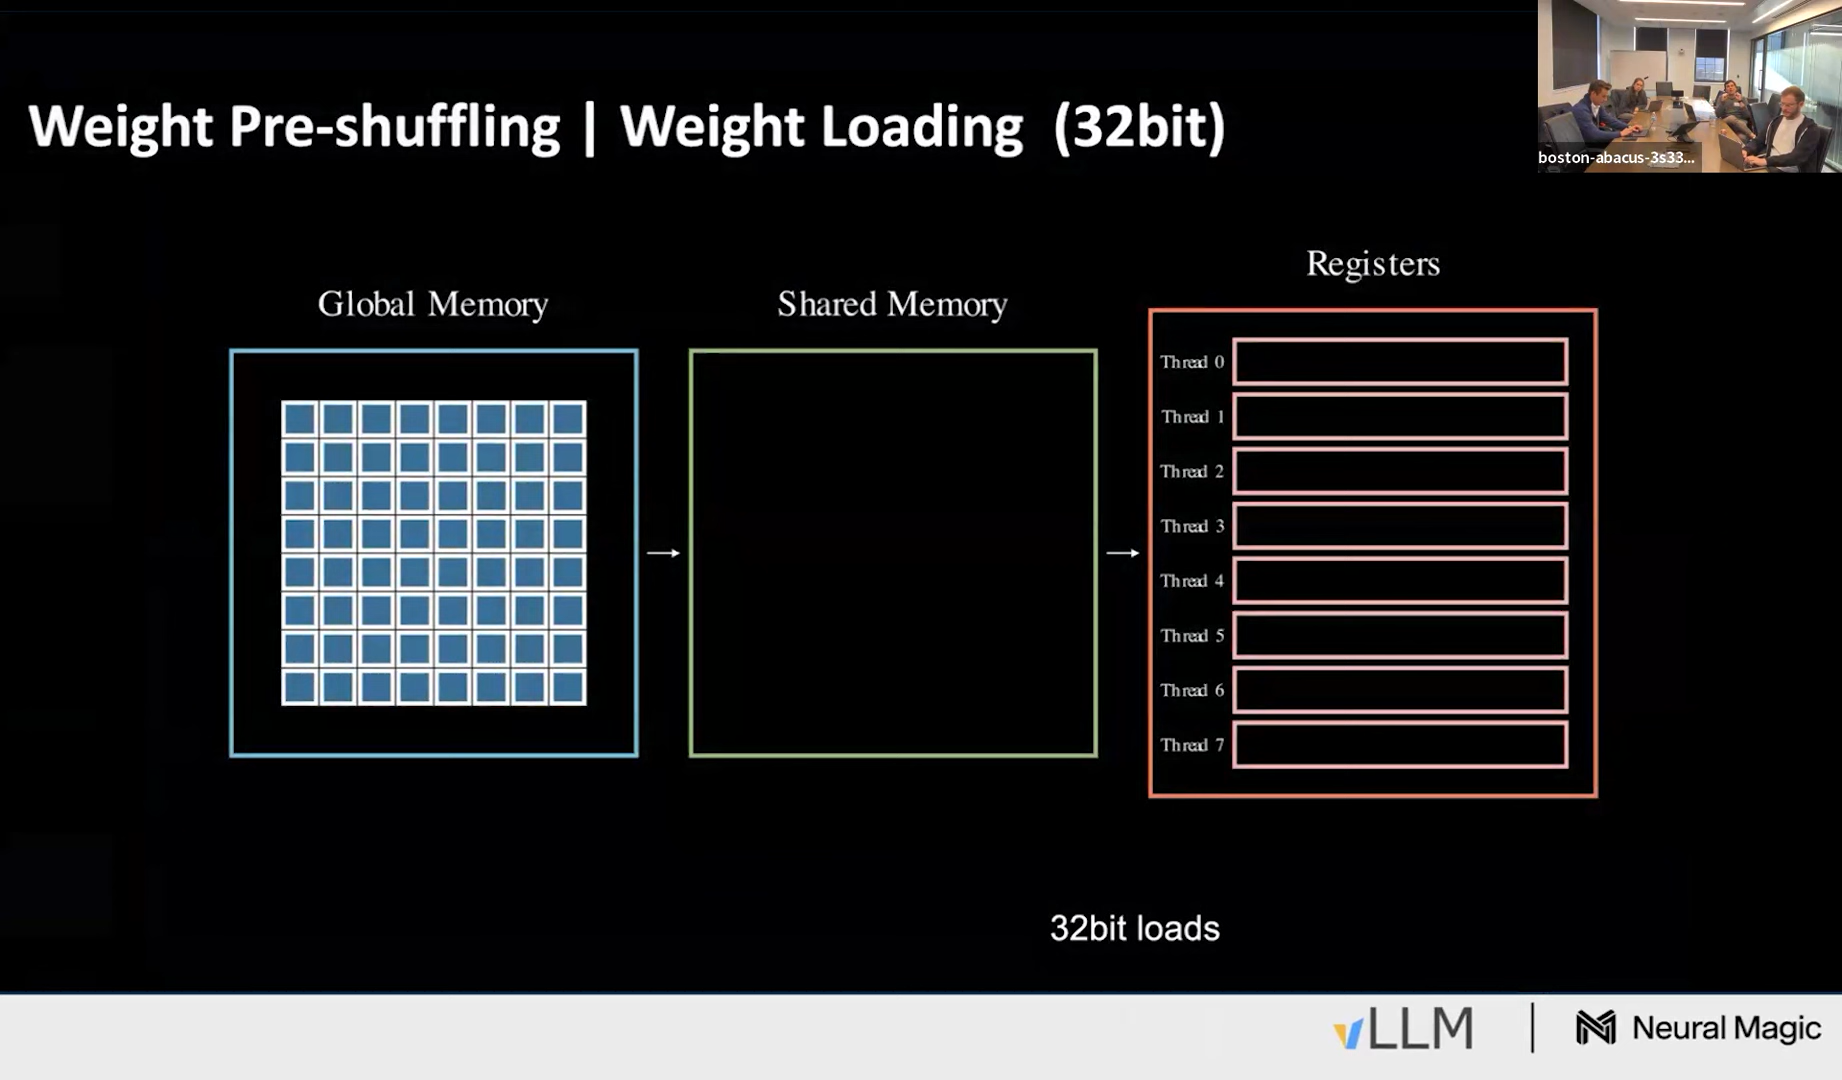 Weight Pre-shuffling | Weight Loading (32bit)
boston-abacus-3s33...
Global Memory
Shared Memory
Registers
Thread 0
Thread 1
Thread 2
Thread 3
Thread 4
Thread 5
Thread 6
Thread 7
32bit loads
vLLM | Neural Magic